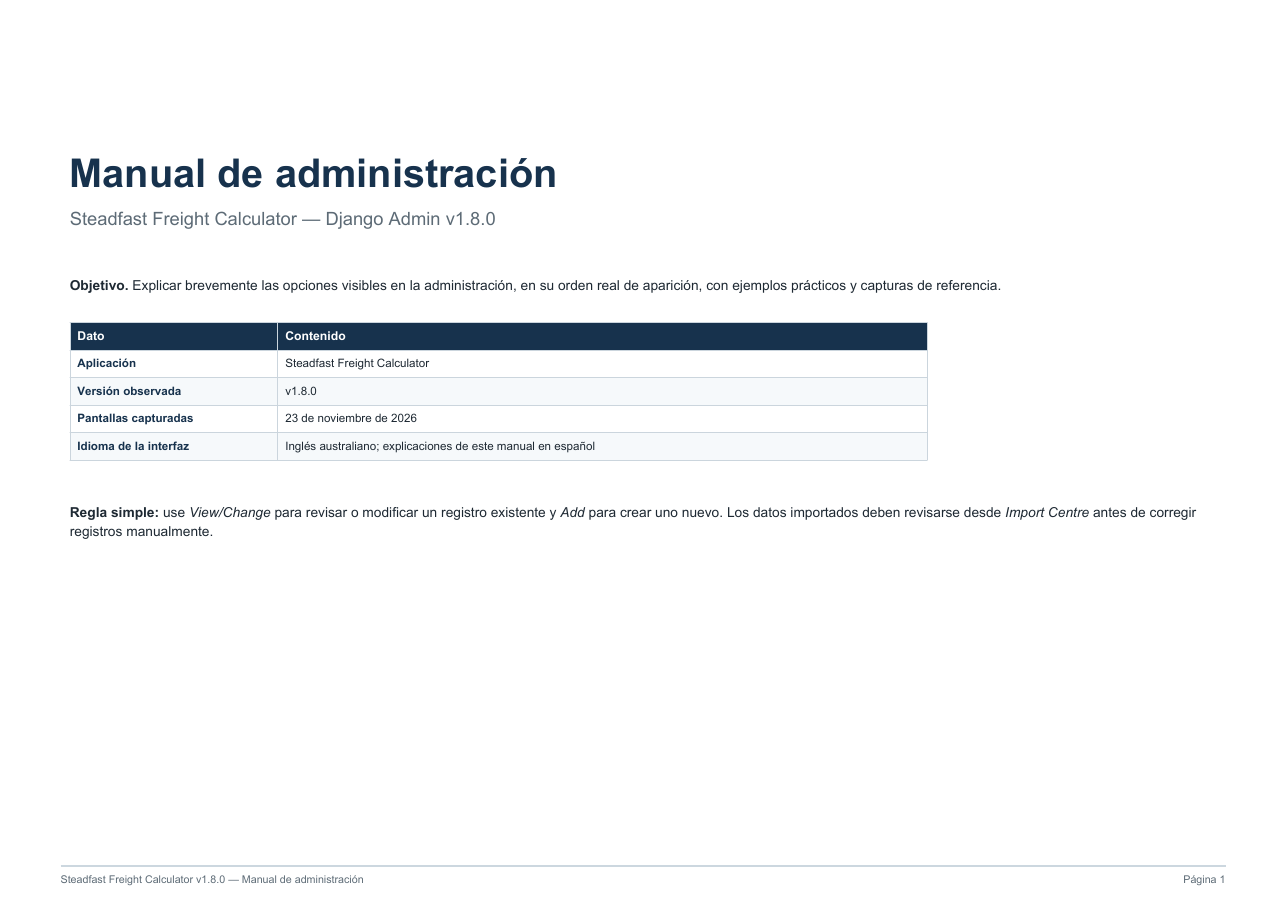 Manual de administración
Steadfast Freight Calculator — Django Admin v1.8.0
Objetivo. Explicar brevemente las opciones visibles en la administración, en su orden real de aparición, con ejemplos prácticos y capturas de referencia.
Dato Contenido
Aplicación Steadfast Freight Calculator
Versión observada v1.8.0
Pantallas capturadas 23 de noviembre de 2026
Idioma de la interfaz Inglés australiano; explicaciones de este manual en español
Regla simple: use View/Change para revisar o modificar un registro existente y Add para crear uno nuevo. Los datos importados deben revisarse desde Import Centre antes de corregir
registros manualmente.
Steadfast Freight Calculator v1.8.0 — Manual de administración Página 1